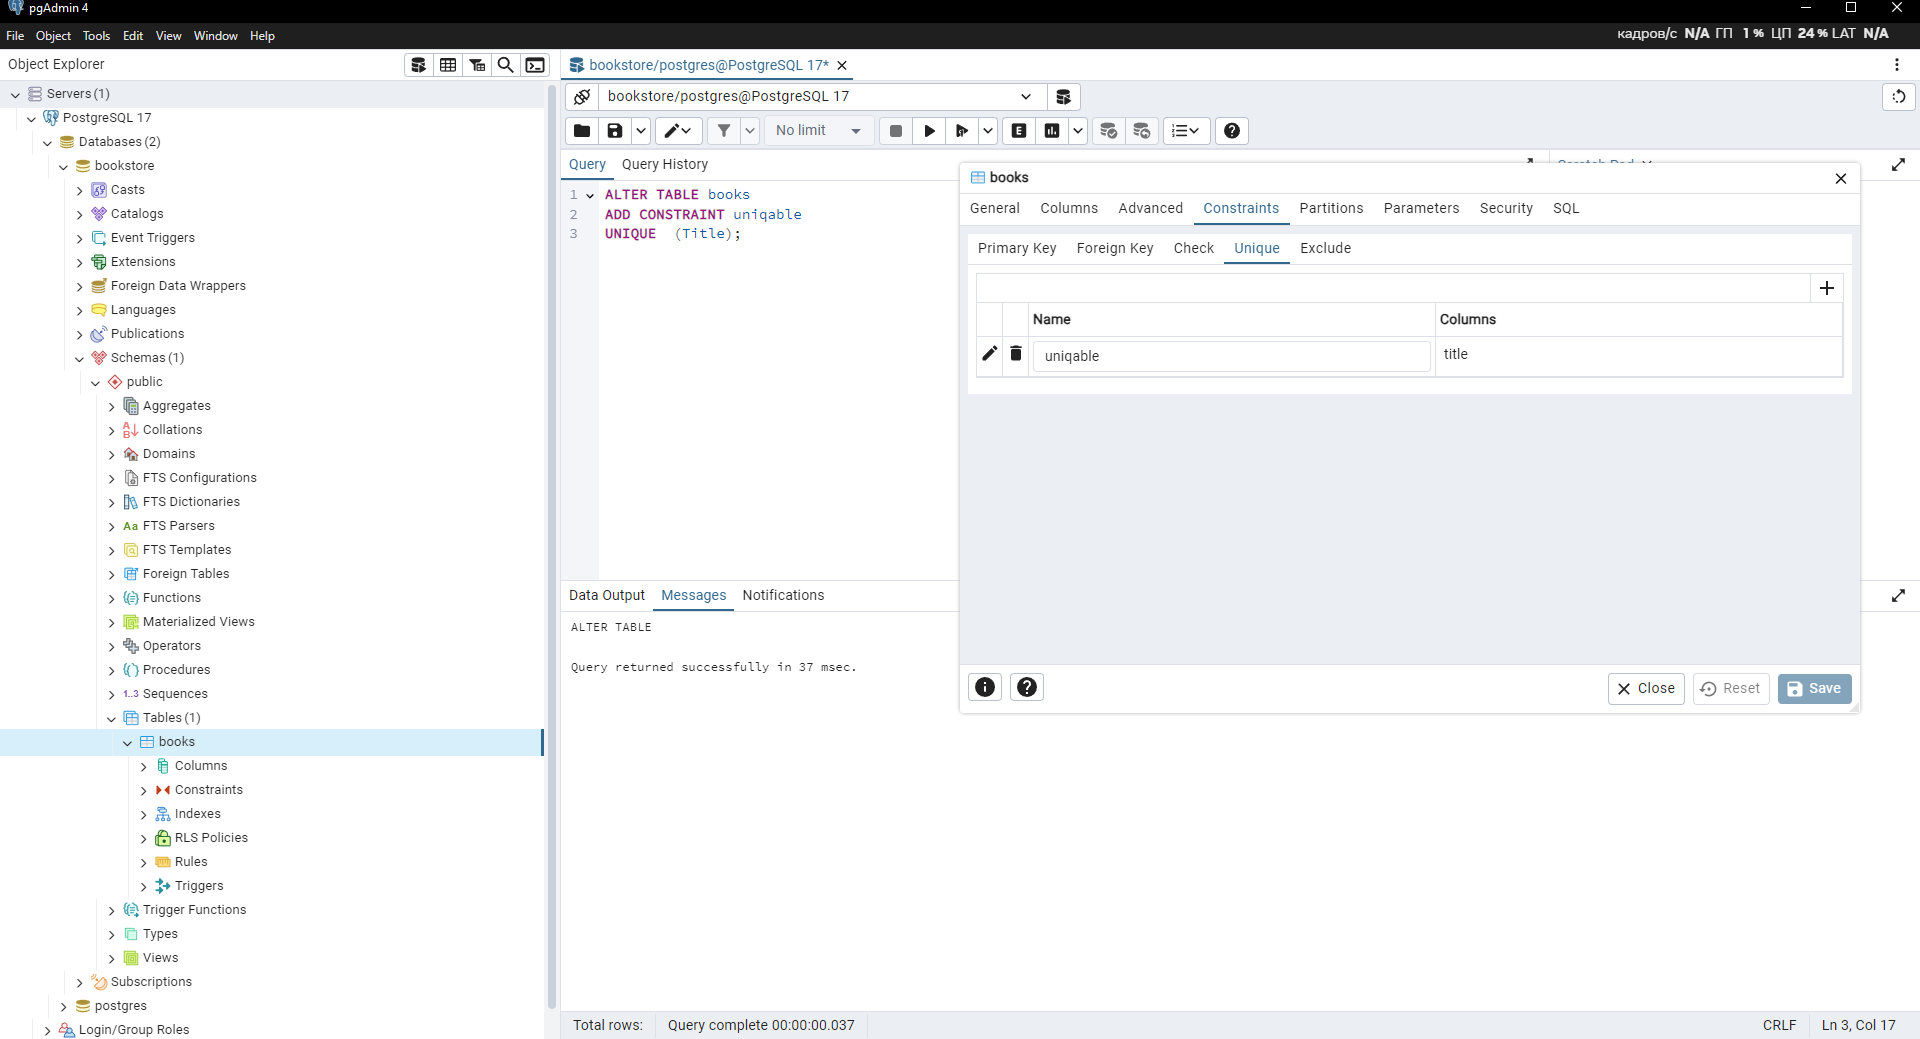 pgAdmin 4
File Object Tools Edit View Window Help
кадров/с N/A ГП 1 % ЦП 24 % LAT N/A
Object Explorer
Servers (1)
PostgreSQL 17
Databases (2)
bookstore
Casts
Catalogs
Event Triggers
Extensions
Foreign Data Wrappers
Languages
Publications
Schemas (1)
public
Aggregates
Collations
Domains
FTS Configurations
FTS Dictionaries
Aa FTS Parsers
FTS Templates
Foreign Tables
Functions
Materialized Views
Operators
Procedures
1..3 Sequences
Tables (1)
books
Columns
Constraints
Indexes
RLS Policies
Rules
Triggers
Trigger Functions
Types
Views
Subscriptions
postgres
Login/Group Roles
bookstore/postgres@PostgreSQL 17*
bookstore/postgres@PostgreSQL 17
No limit
E
Query Query History
1 ALTER TABLE books
2 ADD CONSTRAINT uniqable
3 UNIQUE (Title);
Data Output Messages Notifications
ALTER TABLE
Query returned successfully in 37 msec.
books
General Columns Advanced Constraints Partitions Parameters Security SQL
Primary Key Foreign Key Check Unique Exclude
Name Columns
uniqable title
Close Reset Save
Total rows: Query complete 00:00:00.037
CRLF Ln 3, Col 17